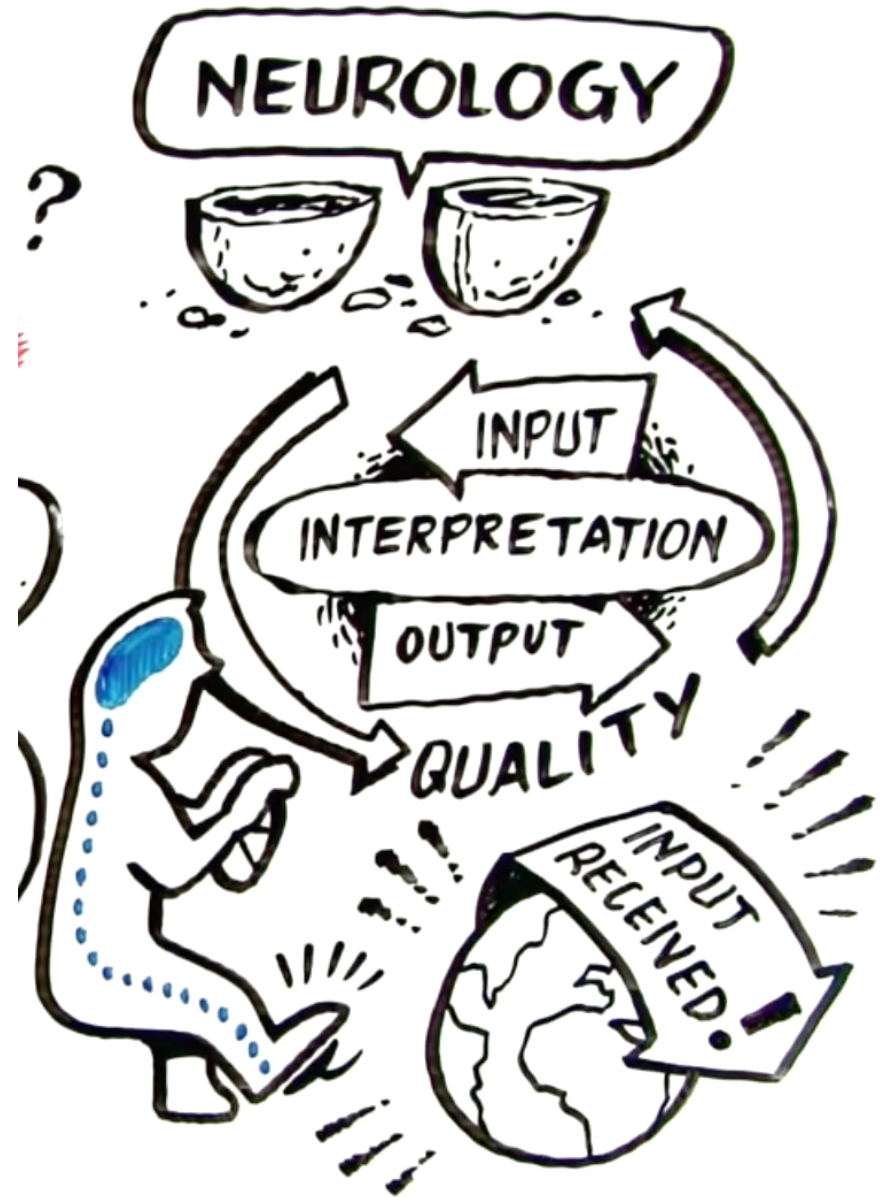 NEUROLOGY
?
INPUT
INTERPRETATION
OUTPUT
QUALITY
INPUT
RECEIVED!